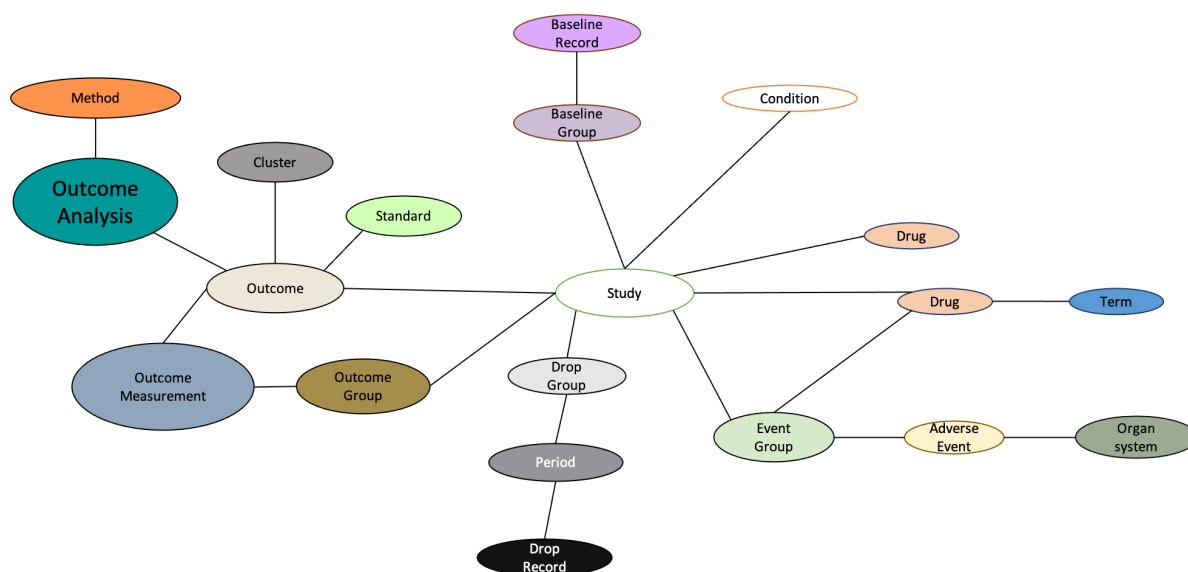 Baseline
Record
Method
Condition
Baseline
Group
Cluster
Outcome
Analysis
Standard
Drug
Outcome
Study
Drug
Term
Drop
Group
Outcome
Measurement
Outcome
Group
Event
Group
Adverse
Event
Organ
system
Period
Drop
Record